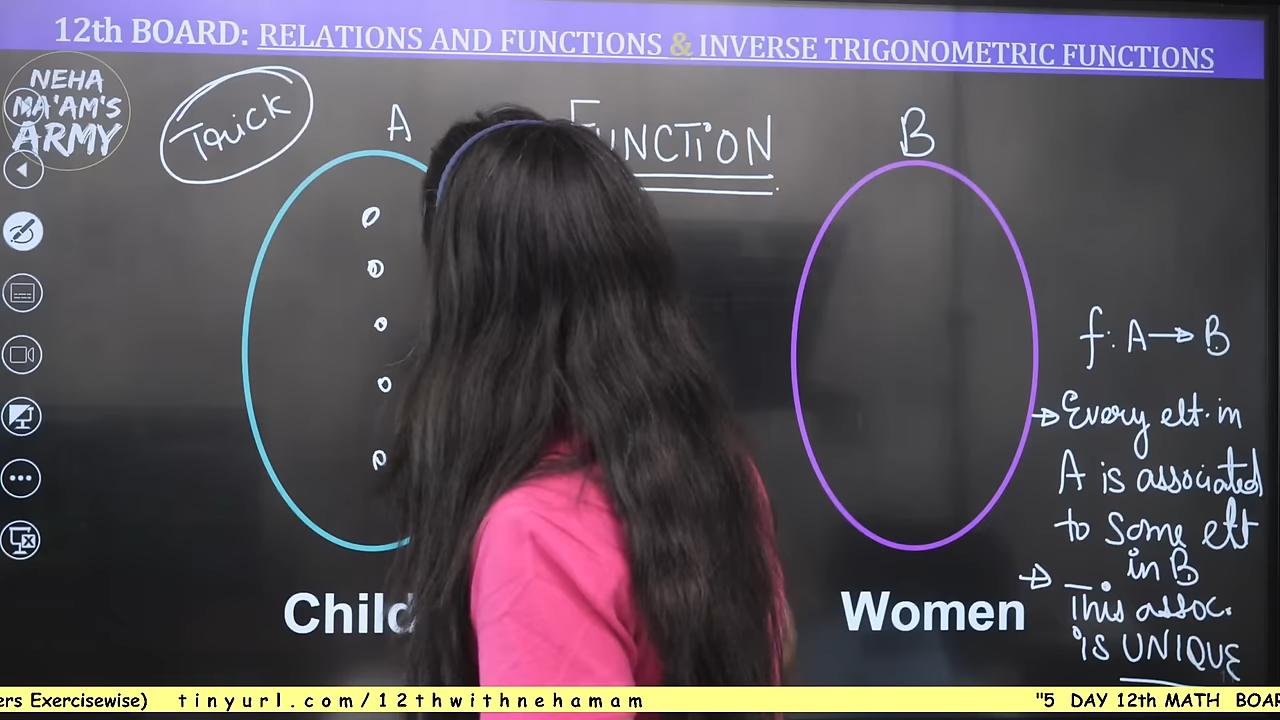 12th BOARD: RELATIONS AND FUNCTIONS & INVERSE TRIGONOMETRIC FUNCTIONS
NEHA
MA'AM'S
ARMY
Trick
A
FUNCTION
B
f: A→B
→ Every elt. in
A is associated
to some elt
in B
→ This assoc.
is UNIQUE
Women
ers Exercisewise) tinyurl.com/12thwithnehamam "5 DAY 12th MATH BOAR